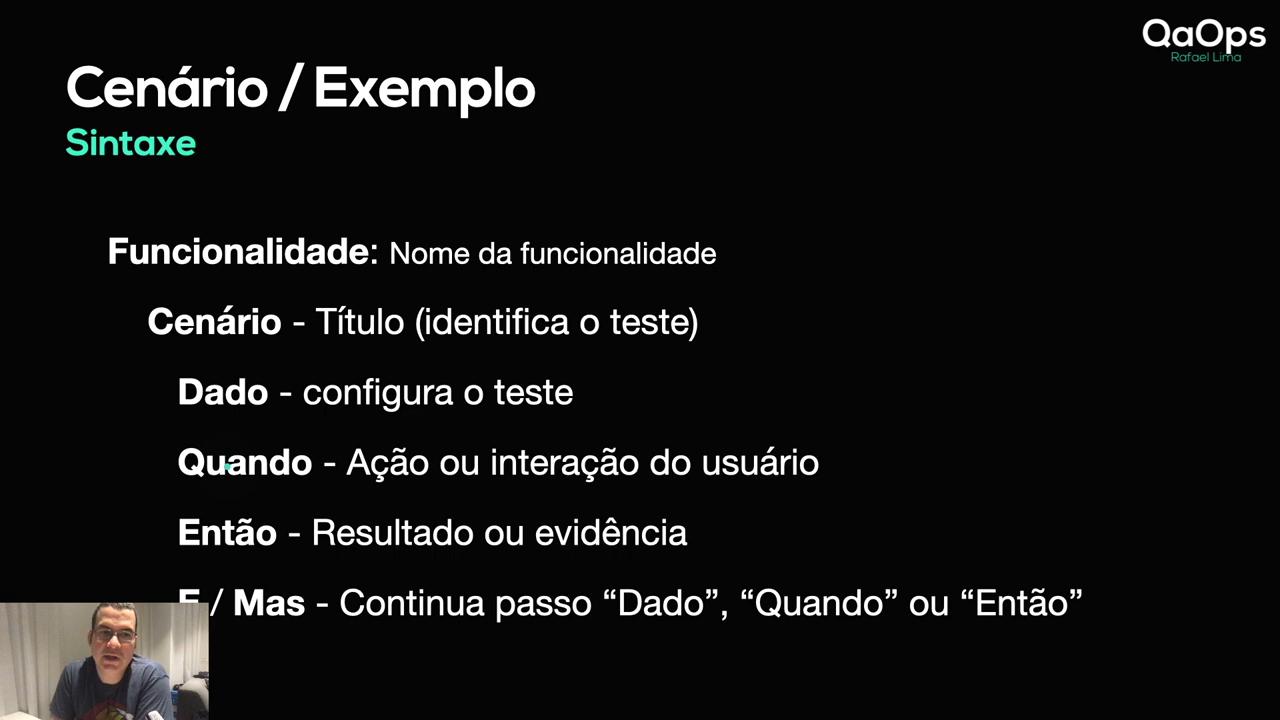 QaOps
Rafael Lima
Cenário / Exemplo
Sintaxe
Funcionalidade: Nome da funcionalidade
Cenário - Título (identifica o teste)
Dado - configura o teste
Quando - Ação ou interação do usuário
Então - Resultado ou evidência
E / Mas - Continua passo “Dado”, “Quando” ou “Então”